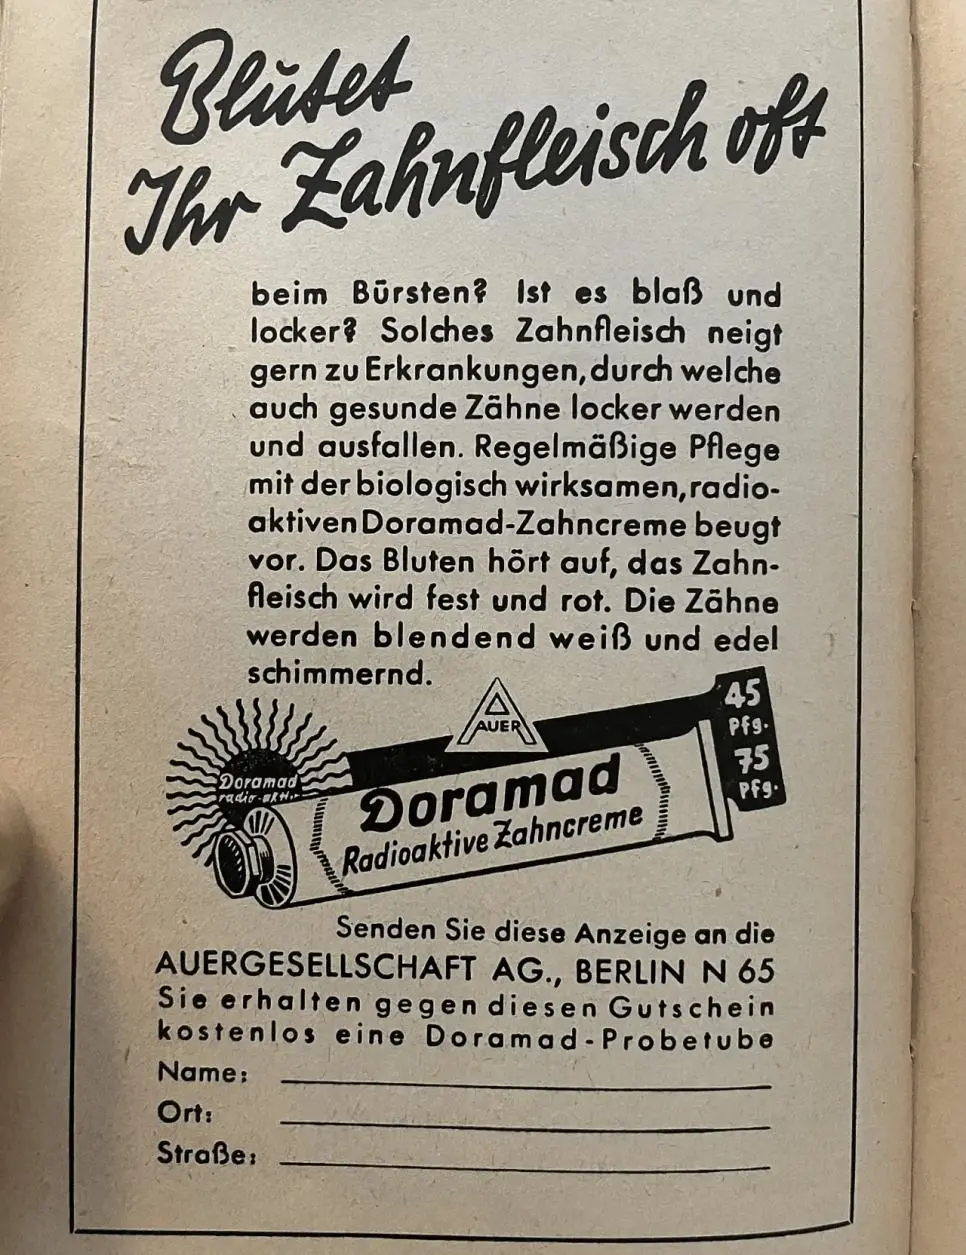 Blutet
Ihr Zahnfleisch oft
beim Bürsten? Ist es blaß und
locker? Solches Zahnfleisch neigt
gern zu Erkrankungen, durch welche
auch gesunde Zähne locker werden
und ausfallen. Regelmäßige Pflege
mit der biologisch wirksamen, radio-
aktiven Doramad-Zahncreme beugt
vor. Das Bluten hört auf, das Zahn-
fleisch wird fest und rot. Die Zähne
werden blendend weiß und edel
schimmernd.
AUER
45
Pfg.
75
Pfg.
Doramad
radio-aktiv
Doramad
Radioaktive Zahncreme
Senden Sie diese Anzeige an die
AUERGESELLSCHAFT AG., BERLIN N 65
Sie erhalten gegen diesen Gutschein
kostenlos eine Doramad-Probetube
Name:
Ort:
Straße: